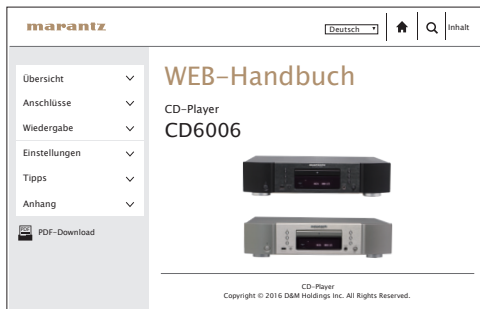 marantz
Deutsch
Inhalt
Übersicht
Anschlüsse
Wiedergabe
Einstellungen
Tipps
Anhang
PDF
PDF-Download
WEB-Handbuch
CD-Player
CD6006
CD-Player
Copyright © 2016 D&M Holdings Inc. All Rights Reserved.